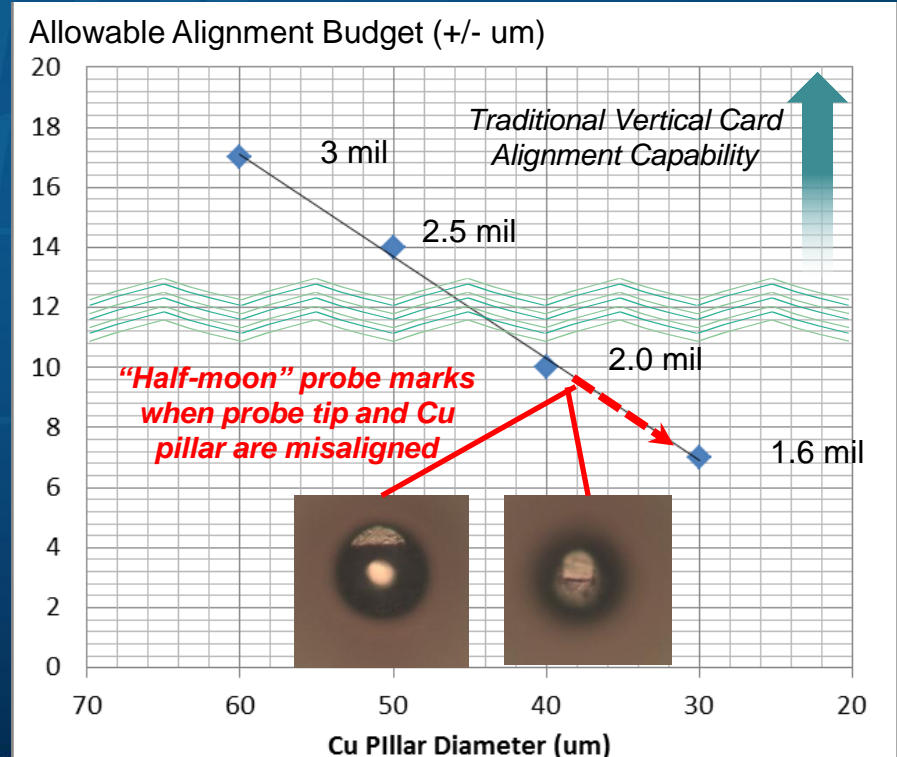 Allowable Alignment Budget (+/- um)
20
18
16
14
12
10
8
6
4
2
0
Traditional Vertical Card
Alignment Capability
3 mil
2.5 mil
2.0 mil
1.6 mil
“Half-moon” probe marks
when probe tip and Cu
pillar are misaligned
70 60 50 40 30 20
Cu PIllar Diameter (um)